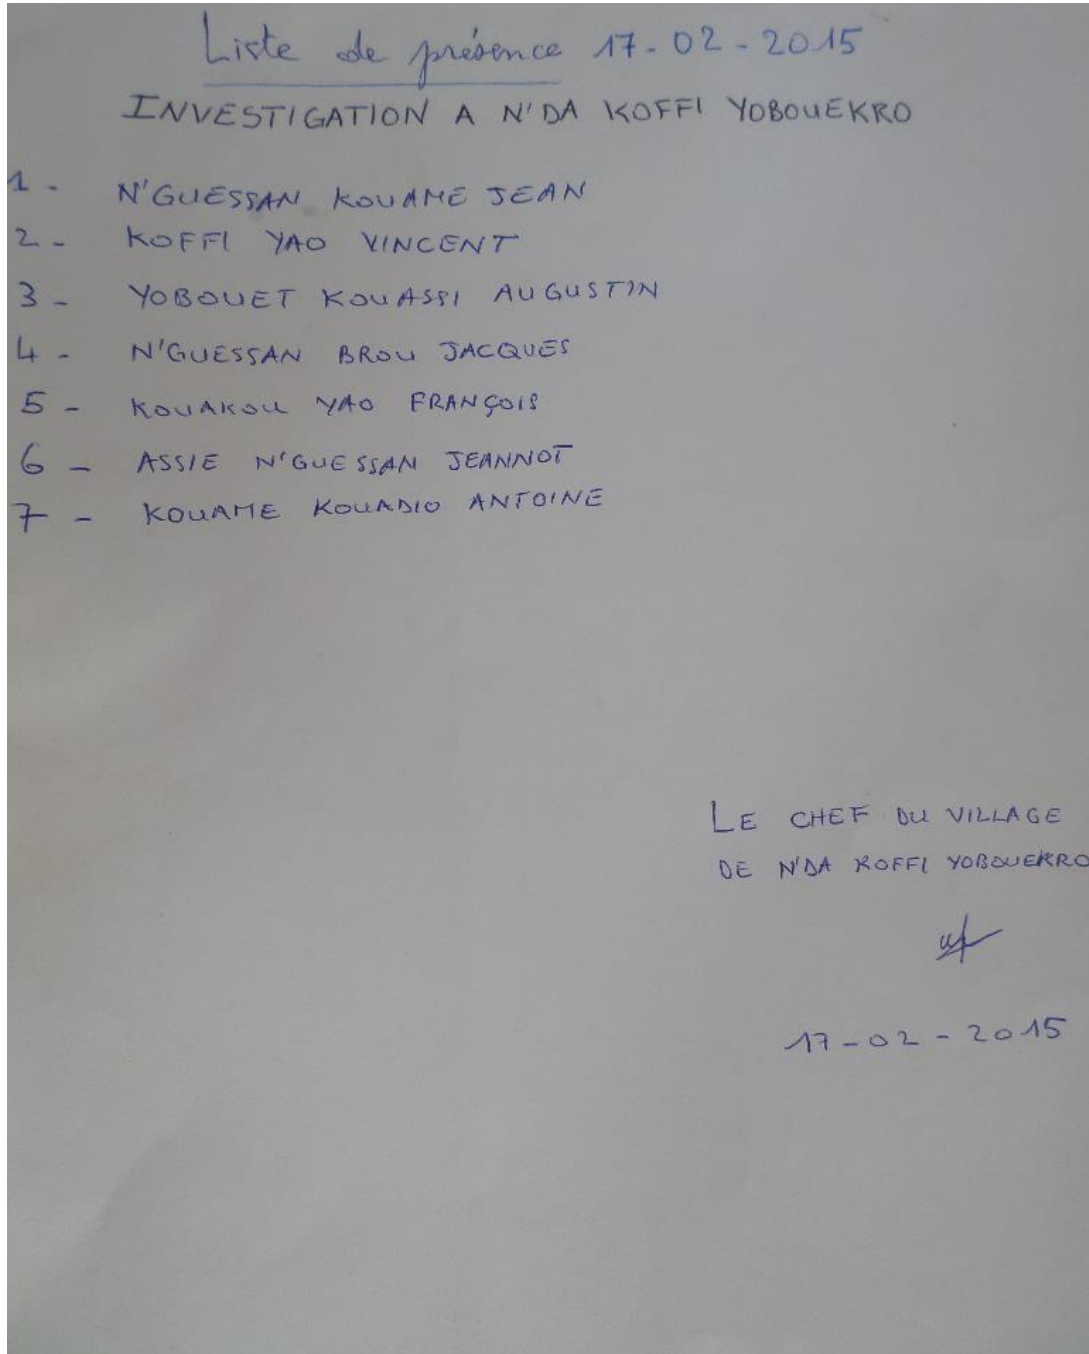 Liste de présence 17-02-2015
INVESTIGATION A N'DA KOFFI YOBOUEKRO
1 - N'GUESSAN KOUAME JEAN
2 - KOFFI YAO VINCENT
3 - YOBOUET KOUASSI AUGUSTIN
4 - N'GUESSAN BROU JACQUES
5 - KOUAKOU YAO FRANÇOIS
6 - ASSIE N'GUESSAN JEANNOT
7 - KOUAME KOUADIO ANTOINE
LE CHEF DU VILLAGE
DE N'DA KOFFI YOBOUEKRO
17-02-2015